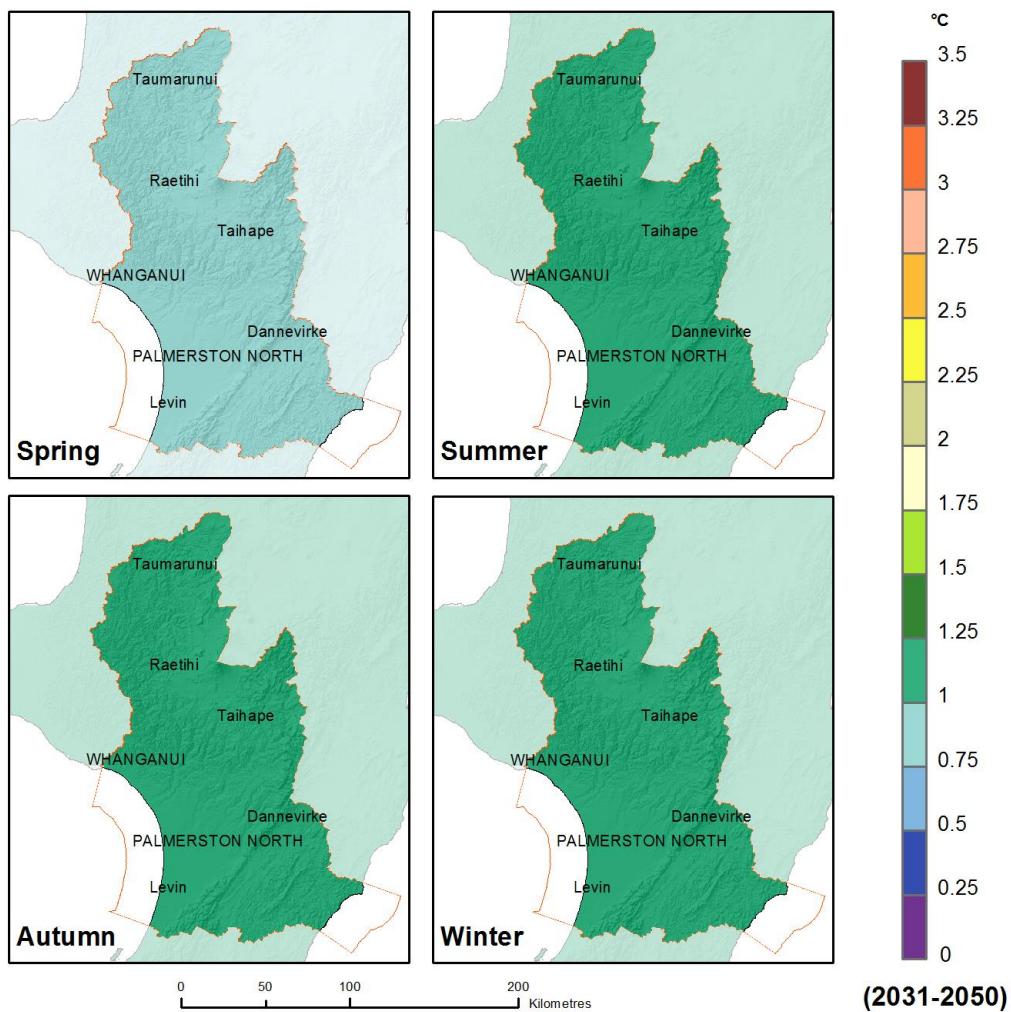 Taumarunui
Raetihi
Taihape
WHANGANUI
Dannevirke
PALMERSTON NORTH
Levin
Spring
Taumarunui
Raetihi
Taihape
WHANGANUI
Dannevirke
PALMERSTON NORTH
Levin
Summer
Taumarunui
Raetihi
Taihape
WHANGANUI
Dannevirke
PALMERSTON NORTH
Levin
Autumn
Taumarunui
Raetihi
Taihape
WHANGANUI
Dannevirke
PALMERSTON NORTH
Levin
Winter
°C
3.5
3.25
3
2.75
2.5
2.25
2
1.75
1.5
1.25
1
0.75
0.5
0.25
0
0 50 100 200
Kilometres
(2031-2050)